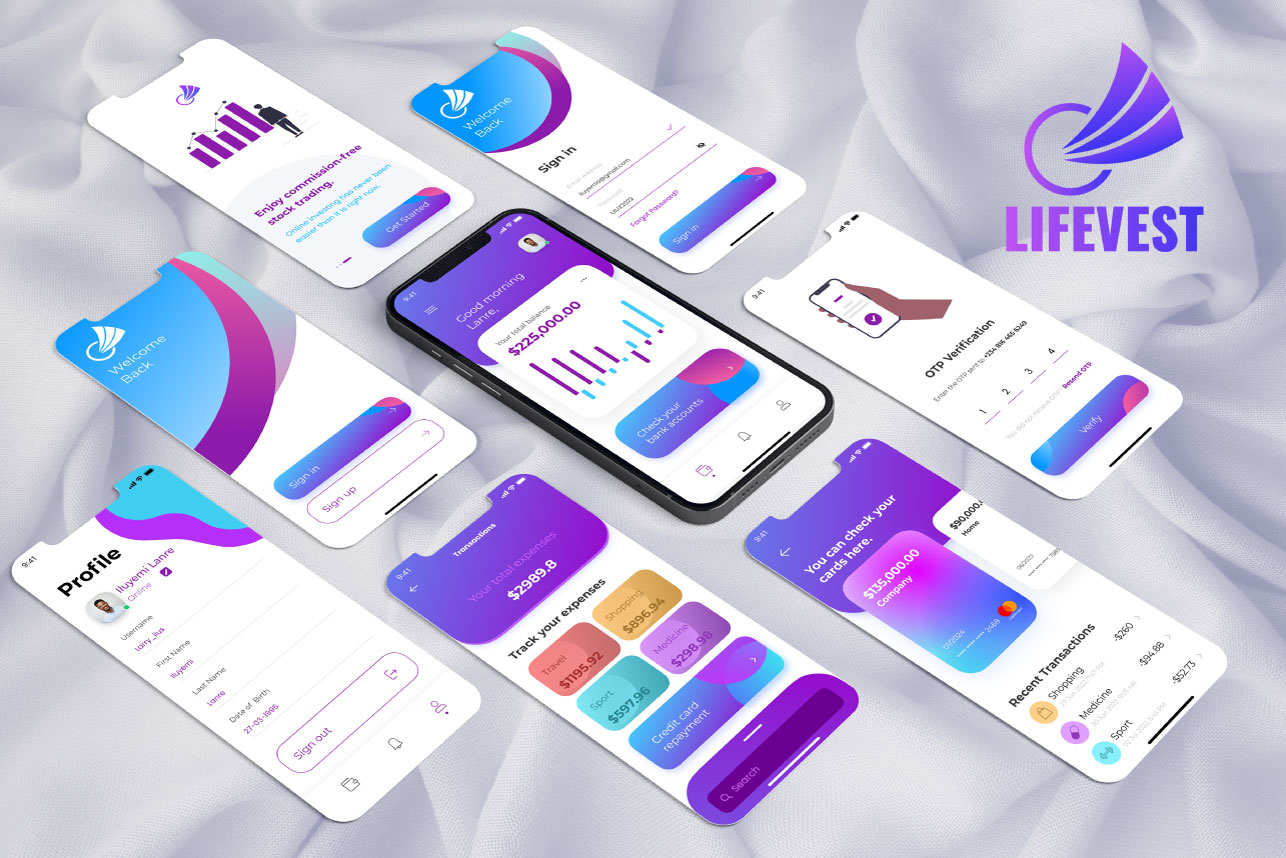 LIFEVEST
Enjoy commission-free
stock trading.
Online investing has never been
easier than it is right now.
Get Started
Welcome
Back
Sign in
Email Address
Password
Forgot Password?
Sign in
9:41
Good morning
Lanre,
Your total balance
$225,000.00
Check your
bank accounts
9:41
OTP Verification
Enter the OTP sent to +234 816 465 6249
1 2 3 4
You did not recieve OTP? Resend OTP
Verify
Welcome
Back
Sign in
Sign up
9:41
Profile
Iluyemi Lanre
Online
Username
First Name
Iluyemi
Last Name
Lanre
Date of Birth
27-03-1995
Sign out
9:41
Transactions
Your total expenses
$2989.8
Track your expenses
Travel
$1195.92
Shopping
$896.94
Sport
$597.96
Medicine
$298.98
Credit card
repayment
Search
9:41
You can check your
cards here.
$135,000.00
Company
01/2024
2468
$90,000.
Home
06/2023
Recent Transactions
Shopping
-$260
Medicine
-$94.88
Sport
-$52.73